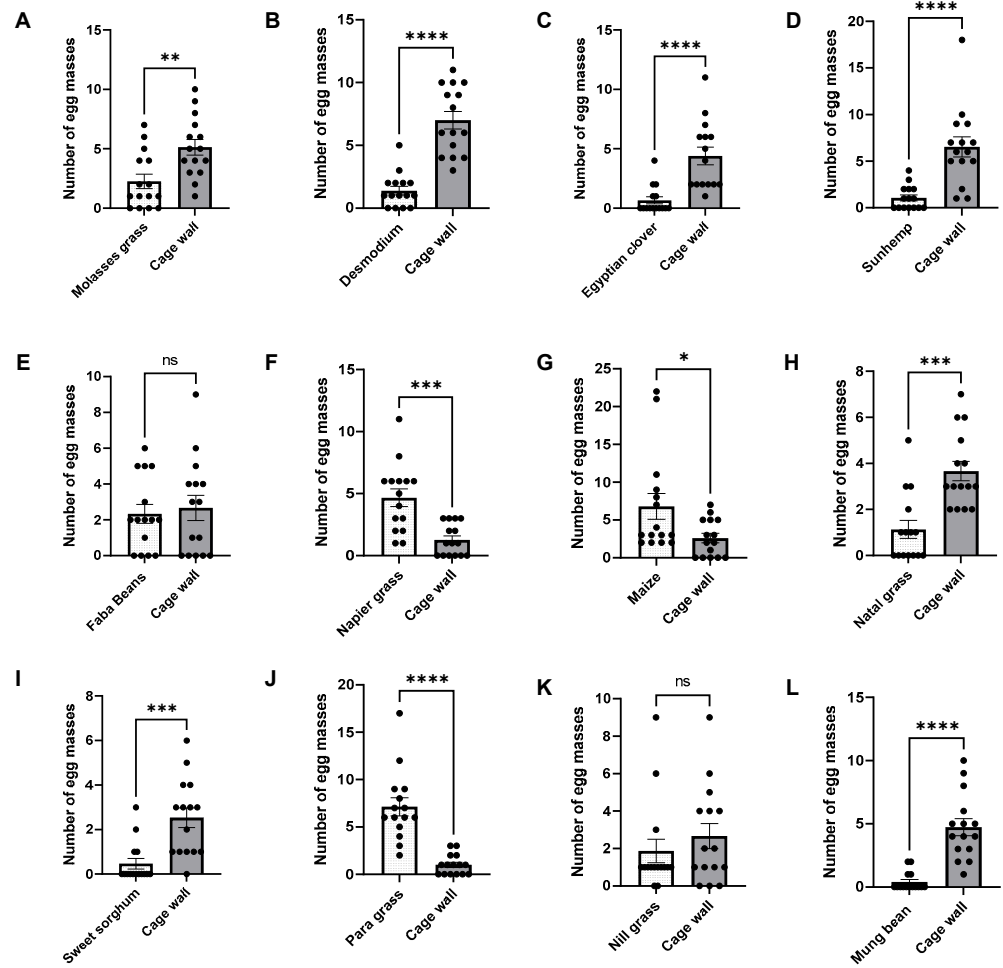 A
Number of egg masses
15
10
5
0
**
Molasses grass
Cage wall
B
Number of egg masses
15
10
5
0
****
Desmodium
Cage wall
C
Number of egg masses
15
10
5
0
****
Egyptian clover
Cage wall
D
Number of egg masses
20
15
10
5
0
****
Sunhemp
Cage wall
E
Number of egg masses
10
8
6
4
2
0
ns
Faba Beans
Cage wall
F
Number of egg masses
15
10
5
0
***
Napier grass
Cage wall
G
Number of egg masses
25
20
15
10
5
0
*
Maize
Cage wall
H
Number of egg masses
8
6
4
2
0
***
Natal grass
Cage wall
I
Number of egg masses
8
6
4
2
0
***
Sweet sorghum
Cage wall
J
Number of egg masses
20
15
10
5
0
****
Para grass
Cage wall
K
Number of egg masses
10
8
6
4
2
0
ns
Nill grass
Cage wall
L
Number of egg masses
15
10
5
0
****
Mung bean
Cage wall